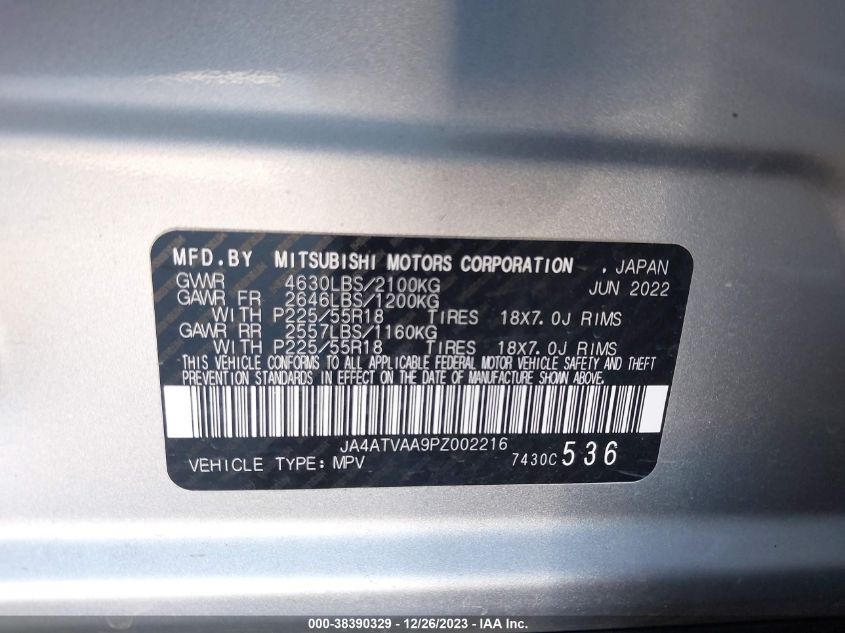 MFD.BY MITSUBISHI MOTORS CORPORATION , JAPAN
GVWR 4630LBS/2100KG JUN 2022
GAWR FR 2646LBS/1200KG
WITH P225/55R18 TIRES 18X7.0J RIMS
GAWR RR 2557LBS/1160KG
WITH P225/55R18 TIRES 18X7.0J RIMS
THIS VEHICLE CONFORMS TO ALL APPLICABLE FEDERAL MOTOR VEHICLE SAFETY AND THEFT
PREVENTION STANDARDS IN EFFECT ON THE DATE OF MANUFACTURE SHOWN ABOVE.
JA4ATVAA9PZ002216
VEHICLE TYPE: MPV 7430C 536
000-38390329 - 12/26/2023 - IAA Inc.